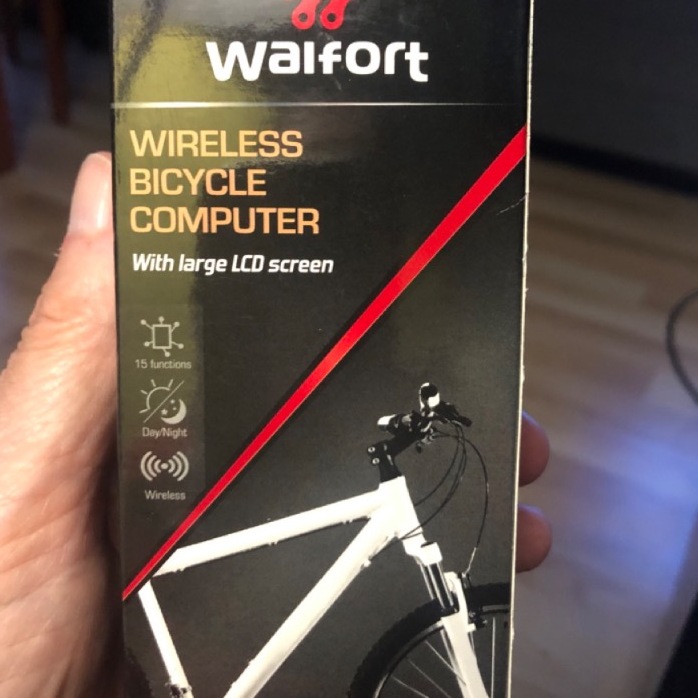 walfort
WIRELESS
BICYCLE
COMPUTER
With large LCD screen
15 functions
Day/Night
Wireless